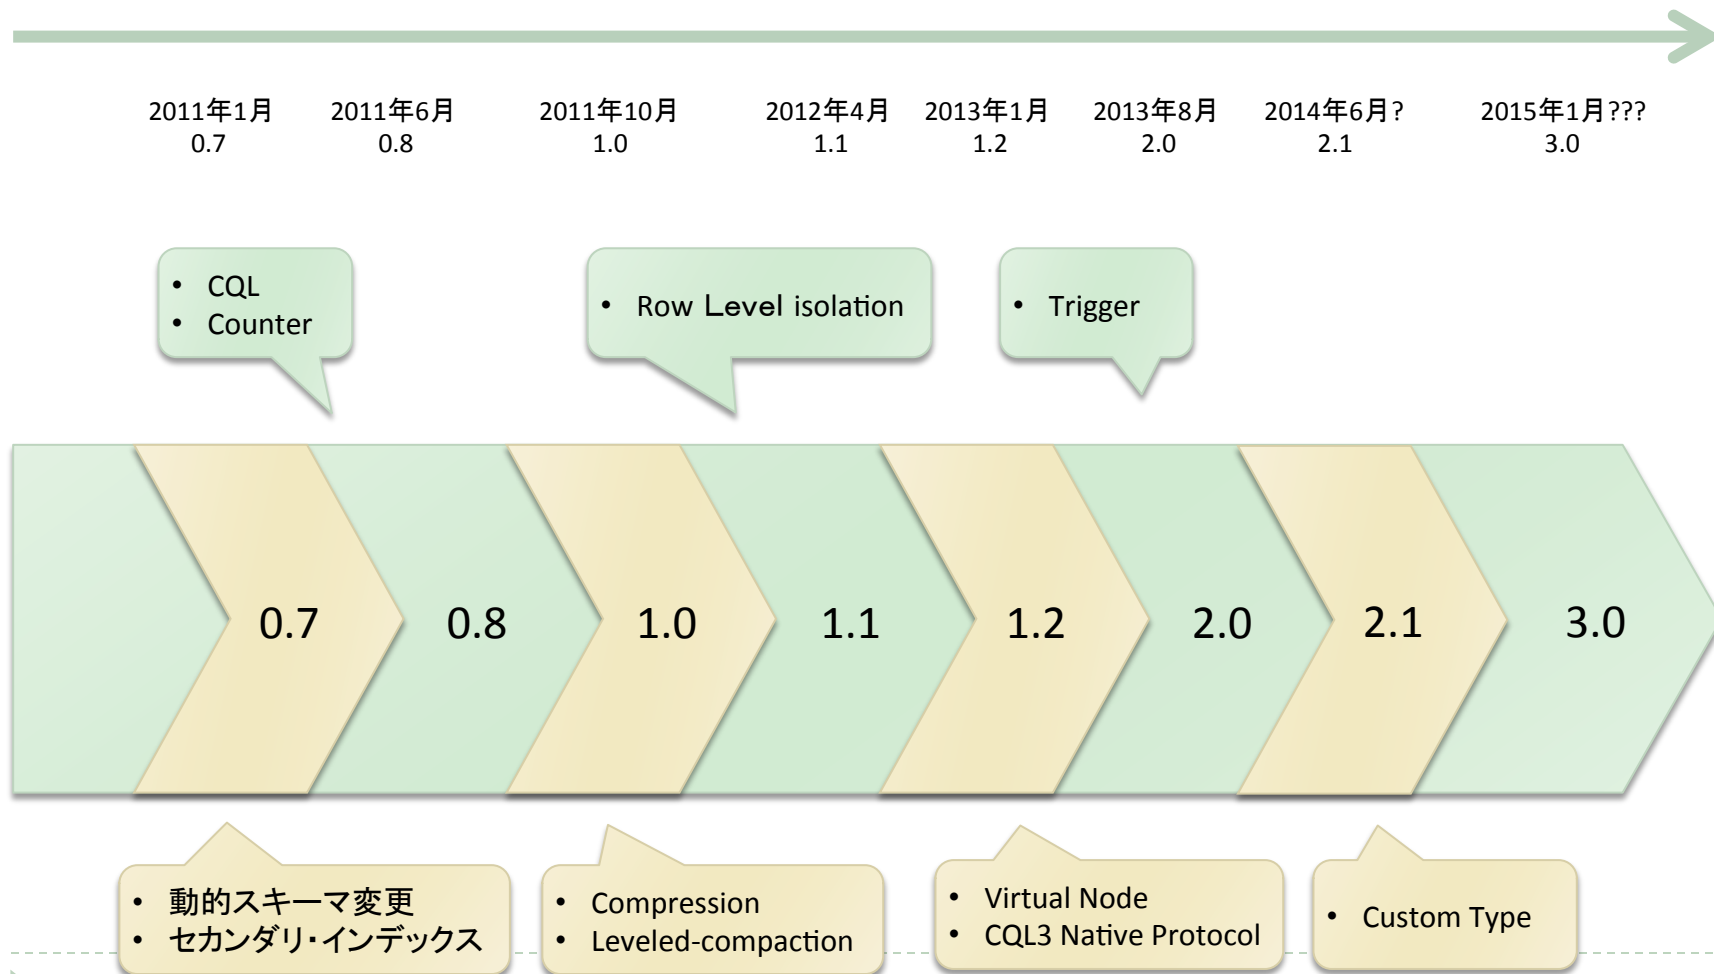 2011年1月
0.7
2011年6月
0.8
2011年10月
1.0
2012年4月
1.1
2013年1月
1.2
2013年8月
2.0
2014年6月?
2.1
2015年1月???
3.0
• CQL
• Counter
• Row Level isolation
• Trigger
0.7
0.8
1.0
1.1
1.2
2.0
2.1
3.0
• 動的スキーマ変更
• セカンダリ・インデックス
• Compression
• Leveled-compaction
• Virtual Node
• CQL3 Native Protocol
• Custom Type